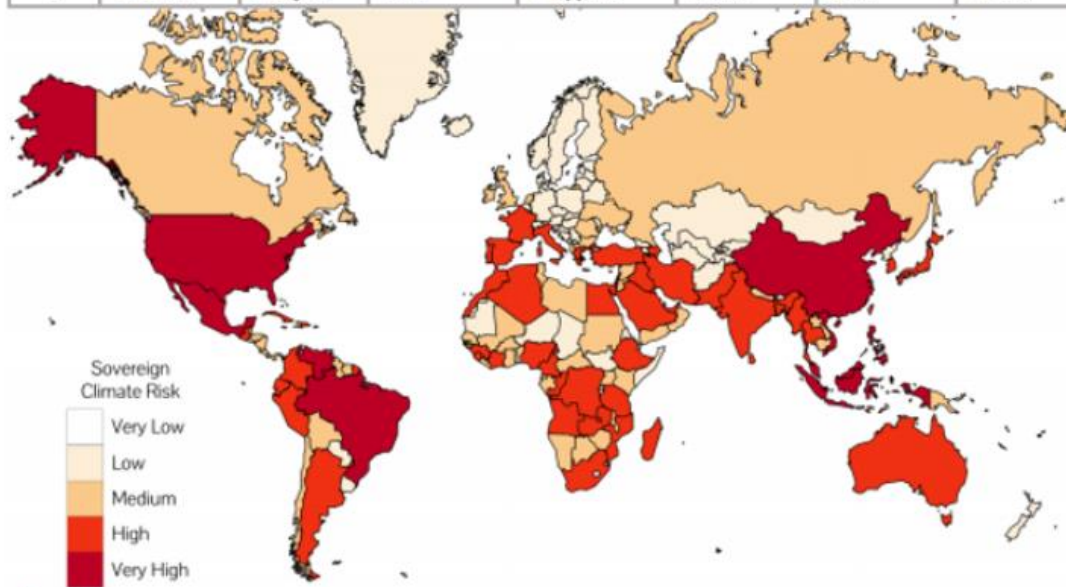 Sovereign
Climate Risk
Very Low
Low
Medium
High
Very High